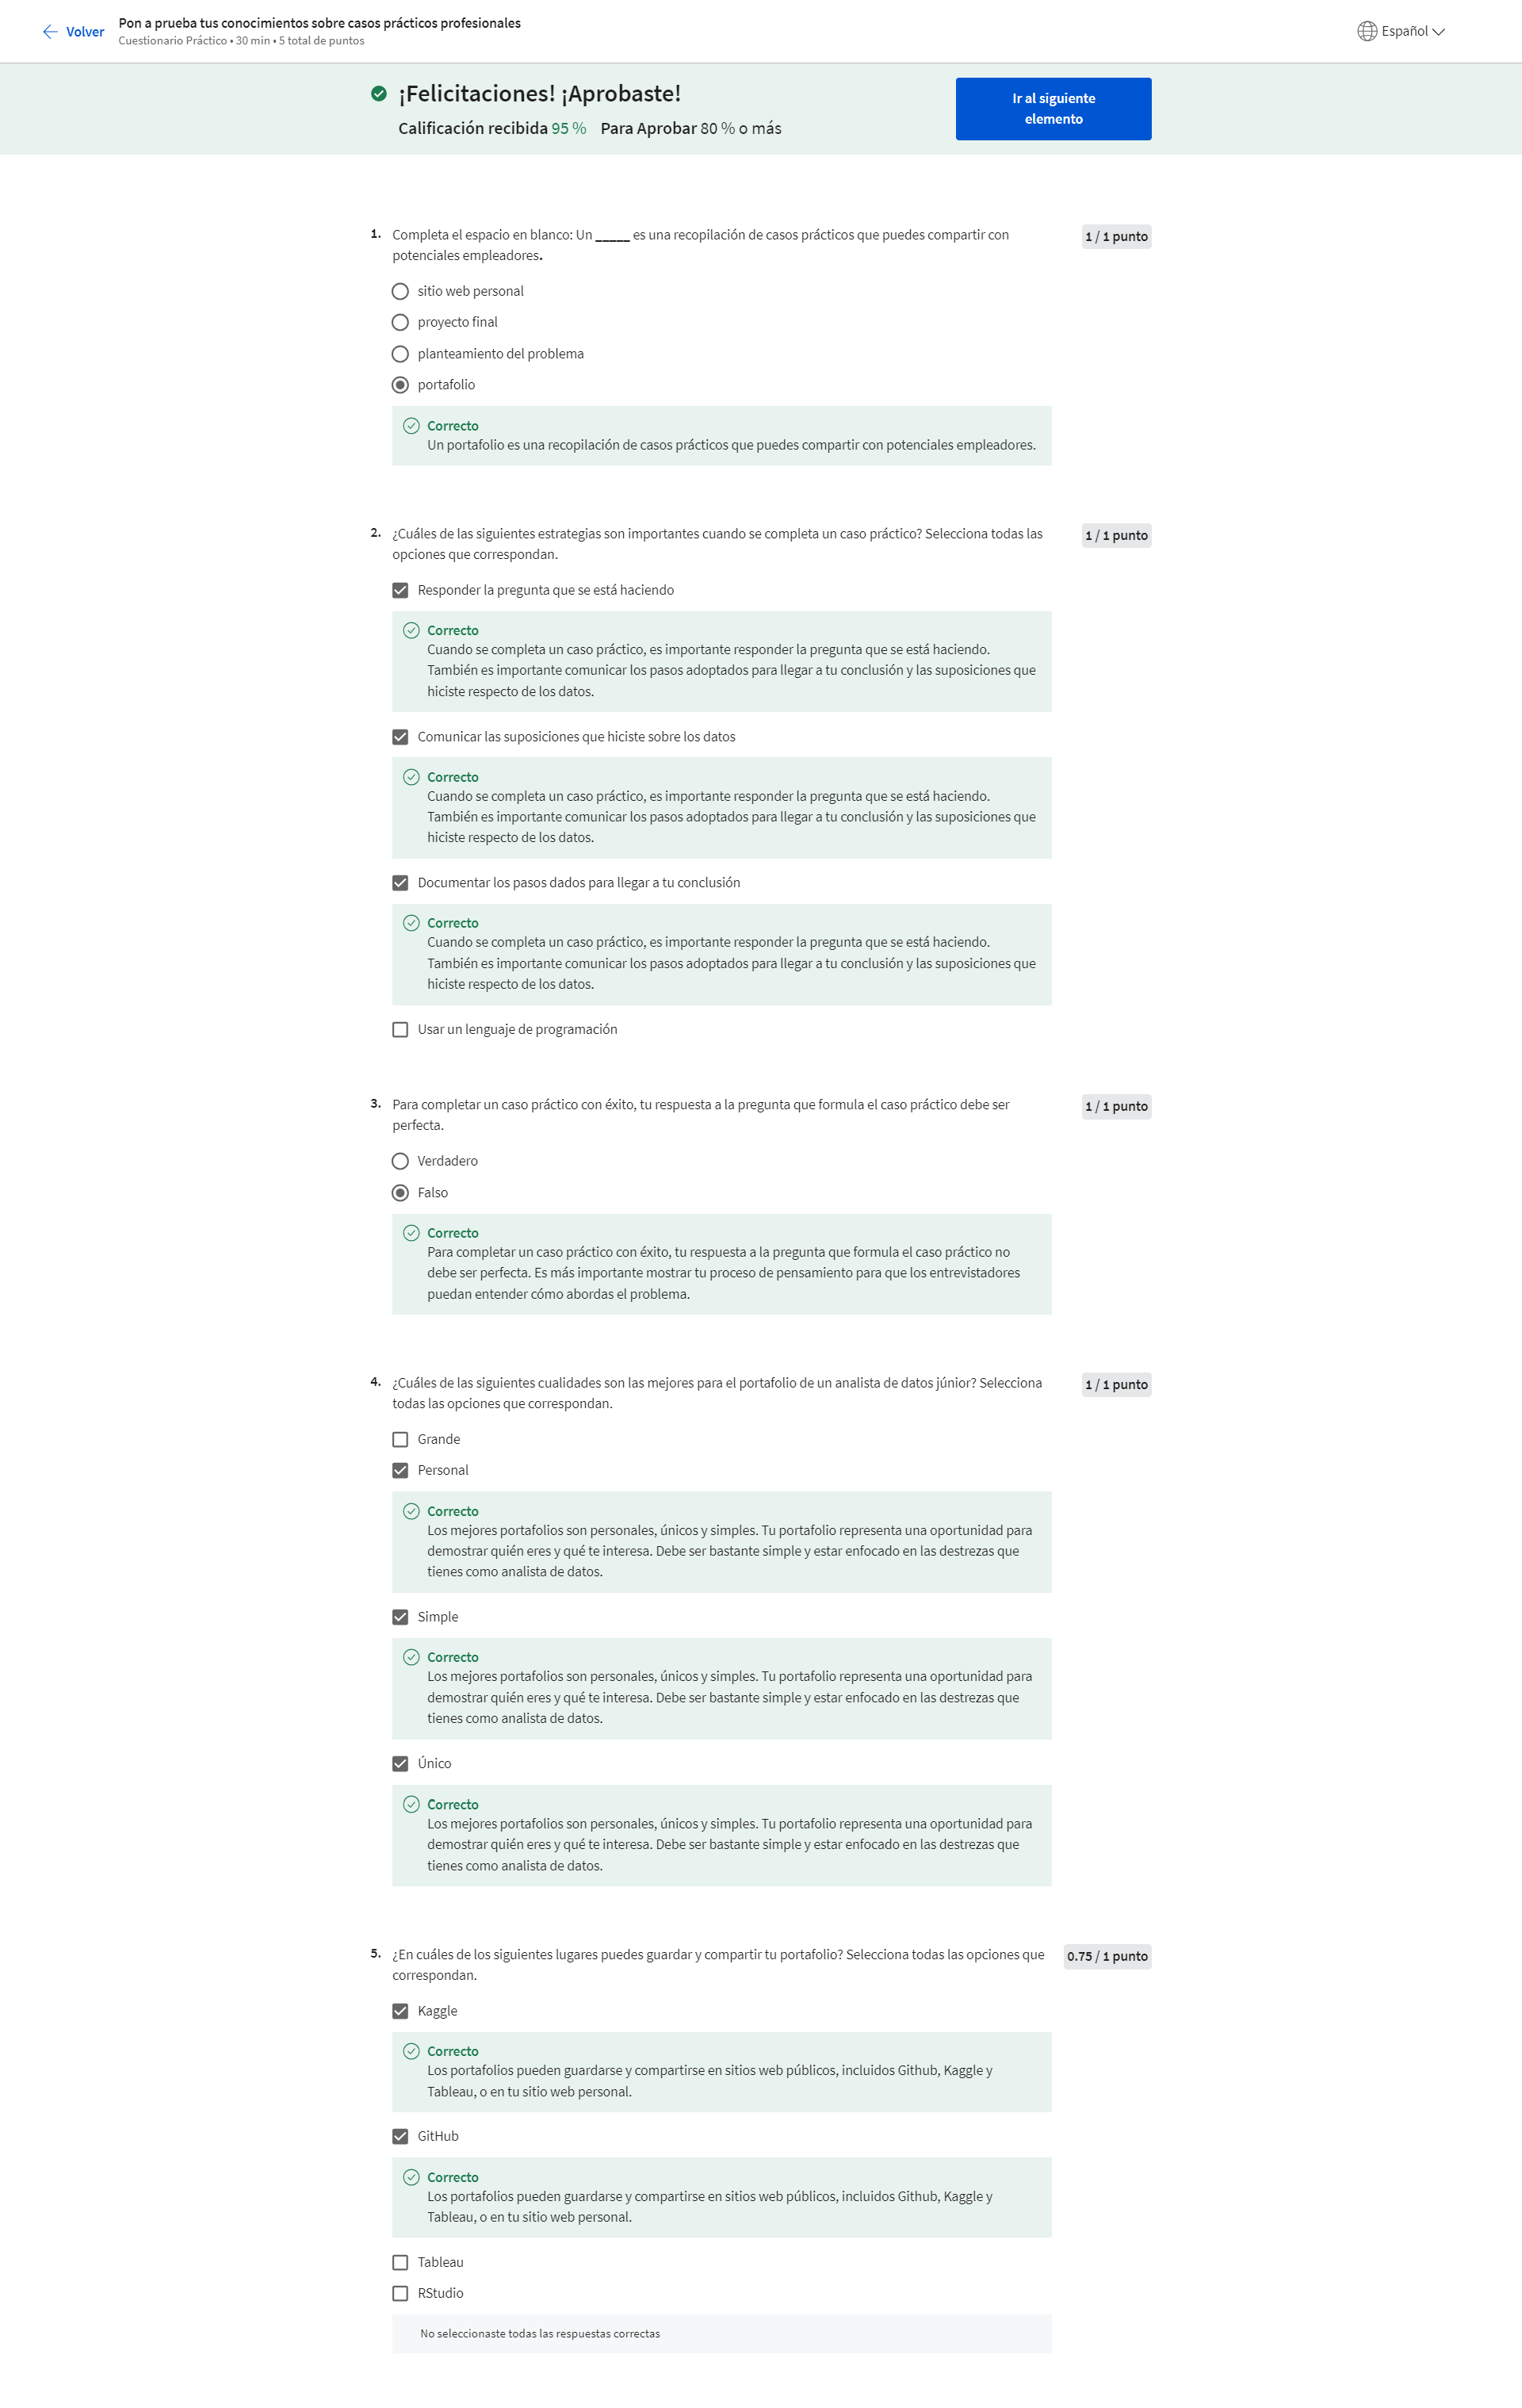 Volver
Pon a prueba tus conocimientos sobre casos prácticos profesionales
Cuestionario Práctico • 30 min • 5 total de puntos
Español
¡Felicitaciones! ¡Aprobaste!
Calificación recibida 95 % Para Aprobar 80 % o más
Ir al siguiente
elemento
1. Completa el espacio en blanco: Un _____ es una recopilación de casos prácticos que puedes compartir con
potenciales empleadores.
1 / 1 punto
sitio web personal
proyecto final
planteamiento del problema
portafolio
Correcto
Un portafolio es una recopilación de casos prácticos que puedes compartir con potenciales empleadores.
2. ¿Cuáles de las siguientes estrategias son importantes cuando se completa un caso práctico? Selecciona todas las
opciones que correspondan.
1 / 1 punto
Responder la pregunta que se está haciendo
Correcto
Cuando se completa un caso práctico, es importante responder la pregunta que se está haciendo.
También es importante comunicar los pasos adoptados para llegar a tu conclusión y las suposiciones que
hiciste respecto de los datos.
Comunicar las suposiciones que hiciste sobre los datos
Correcto
Cuando se completa un caso práctico, es importante responder la pregunta que se está haciendo.
También es importante comunicar los pasos adoptados para llegar a tu conclusión y las suposiciones que
hiciste respecto de los datos.
Documentar los pasos dados para llegar a tu conclusión
Correcto
Cuando se completa un caso práctico, es importante responder la pregunta que se está haciendo.
También es importante comunicar los pasos adoptados para llegar a tu conclusión y las suposiciones que
hiciste respecto de los datos.
Usar un lenguaje de programación
3. Para completar un caso práctico con éxito, tu respuesta a la pregunta que formula el caso práctico debe ser
perfecta.
1 / 1 punto
Verdadero
Falso
Correcto
Para completar un caso práctico con éxito, tu respuesta a la pregunta que formula el caso práctico no
debe ser perfecta. Es más importante mostrar tu proceso de pensamiento para que los entrevistadores
puedan entender cómo abordas el problema.
4. ¿Cuáles de las siguientes cualidades son las mejores para el portafolio de un analista de datos júnior? Selecciona
todas las opciones que correspondan.
1 / 1 punto
Grande
Personal
Correcto
Los mejores portafolios son personales, únicos y simples. Tu portafolio representa una oportunidad para
demostrar quién eres y qué te interesa. Debe ser bastante simple y estar enfocado en las destrezas que
tienes como analista de datos.
Simple
Correcto
Los mejores portafolios son personales, únicos y simples. Tu portafolio representa una oportunidad para
demostrar quién eres y qué te interesa. Debe ser bastante simple y estar enfocado en las destrezas que
tienes como analista de datos.
Único
Correcto
Los mejores portafolios son personales, únicos y simples. Tu portafolio representa una oportunidad para
demostrar quién eres y qué te interesa. Debe ser bastante simple y estar enfocado en las destrezas que
tienes como analista de datos.
5. ¿En cuáles de los siguientes lugares puedes guardar y compartir tu portafolio? Selecciona todas las opciones que
correspondan.
0.75 / 1 punto
Kaggle
Correcto
Los portafolios pueden guardarse y compartirse en sitios web públicos, incluidos Github, Kaggle y
Tableau, o en tu sitio web personal.
GitHub
Correcto
Los portafolios pueden guardarse y compartirse en sitios web públicos, incluidos Github, Kaggle y
Tableau, o en tu sitio web personal.
Tableau
RStudio
No seleccionaste todas las respuestas correctas